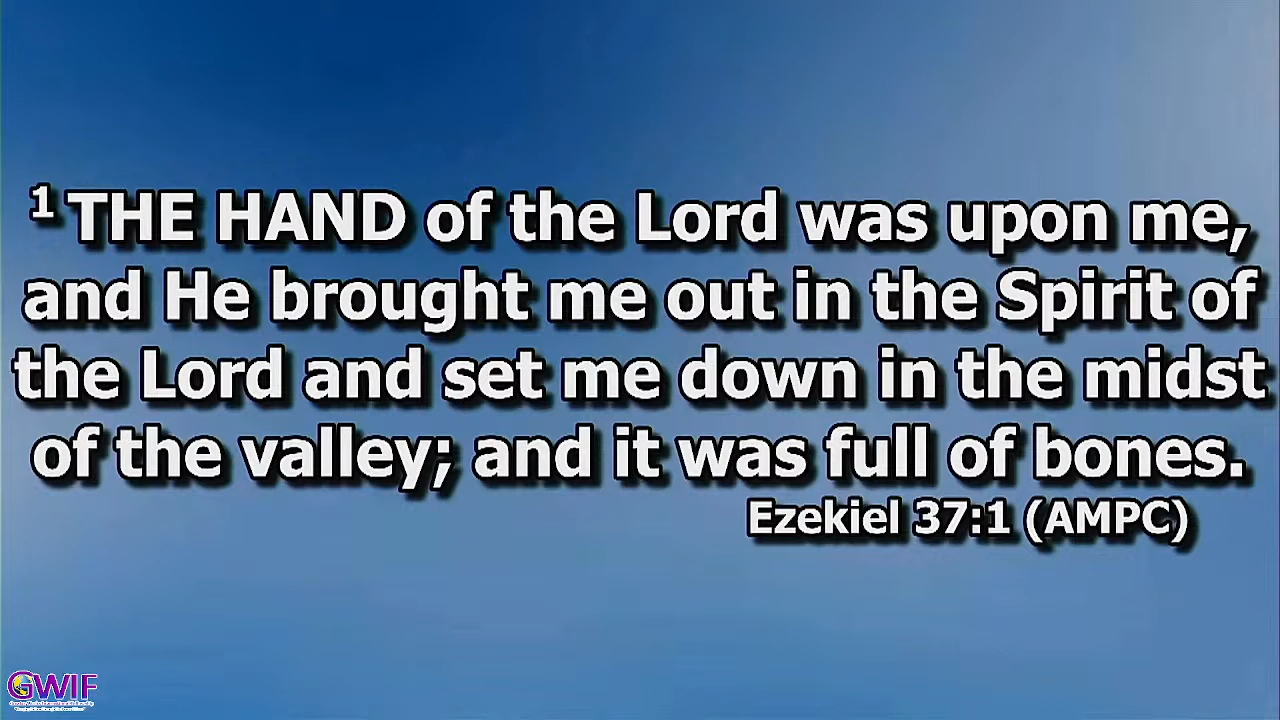 1 THE HAND of the Lord was upon me,
and He brought me out in the Spirit of
the Lord and set me down in the midst
of the valley; and it was full of bones.
Ezekiel 37:1 (AMPC)
GWIF